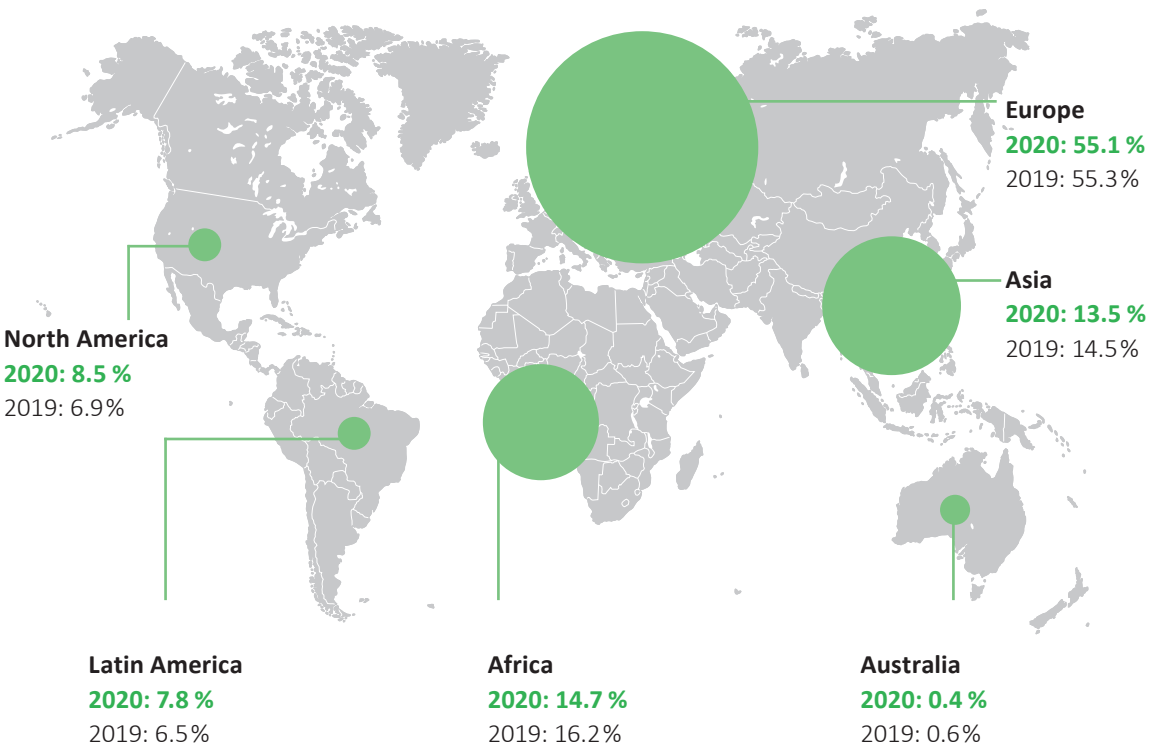 Europe
2020: 55.1 %
2019: 55.3%
Asia
2020: 13.5 %
2019: 14.5%
North America
2020: 8.5 %
2019: 6.9%
Latin America
2020: 7.8 %
2019: 6.5%
Africa
2020: 14.7 %
2019: 16.2%
Australia
2020: 0.4 %
2019: 0.6%